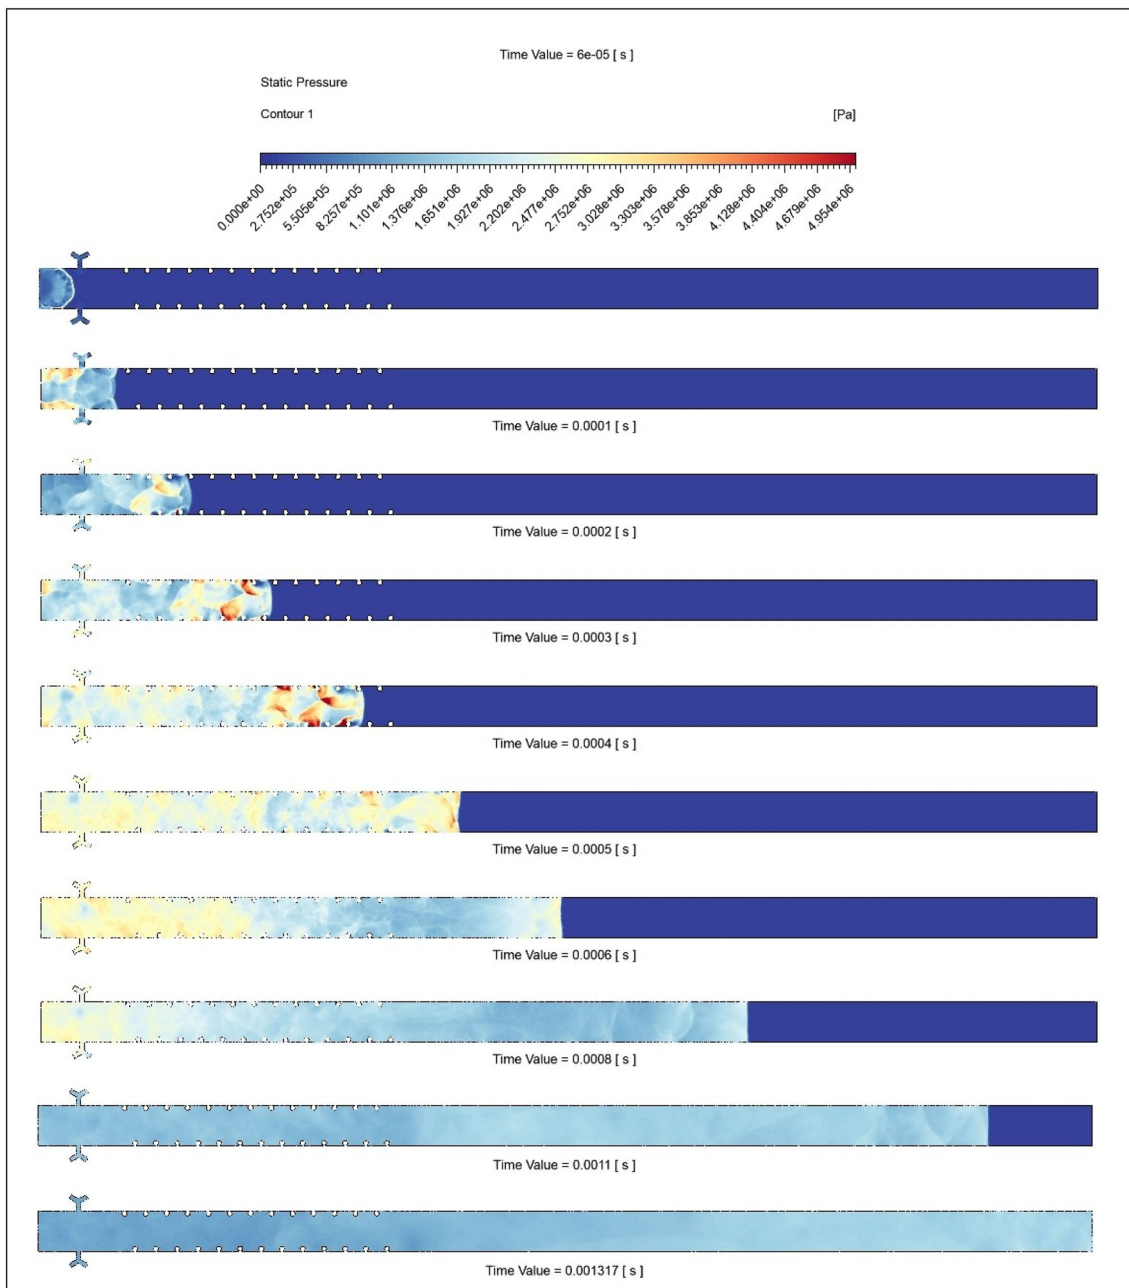 Time Value = 6e-05 [ s ]
Static Pressure
Contour 1 [Pa]
0.000e+00 2.752e+05 5.505e+05 8.257e+05 1.101e+06 1.376e+06 1.651e+06 1.927e+06 2.202e+06 2.477e+06 2.752e+06 3.028e+06 3.303e+06 3.578e+06 3.853e+06 4.128e+06 4.404e+06 4.679e+06 4.954e+06
Time Value = 0.0001 [ s ]
Time Value = 0.0002 [ s ]
Time Value = 0.0003 [ s ]
Time Value = 0.0004 [ s ]
Time Value = 0.0005 [ s ]
Time Value = 0.0006 [ s ]
Time Value = 0.0008 [ s ]
Time Value = 0.0011 [ s ]
Time Value = 0.001317 [ s ]